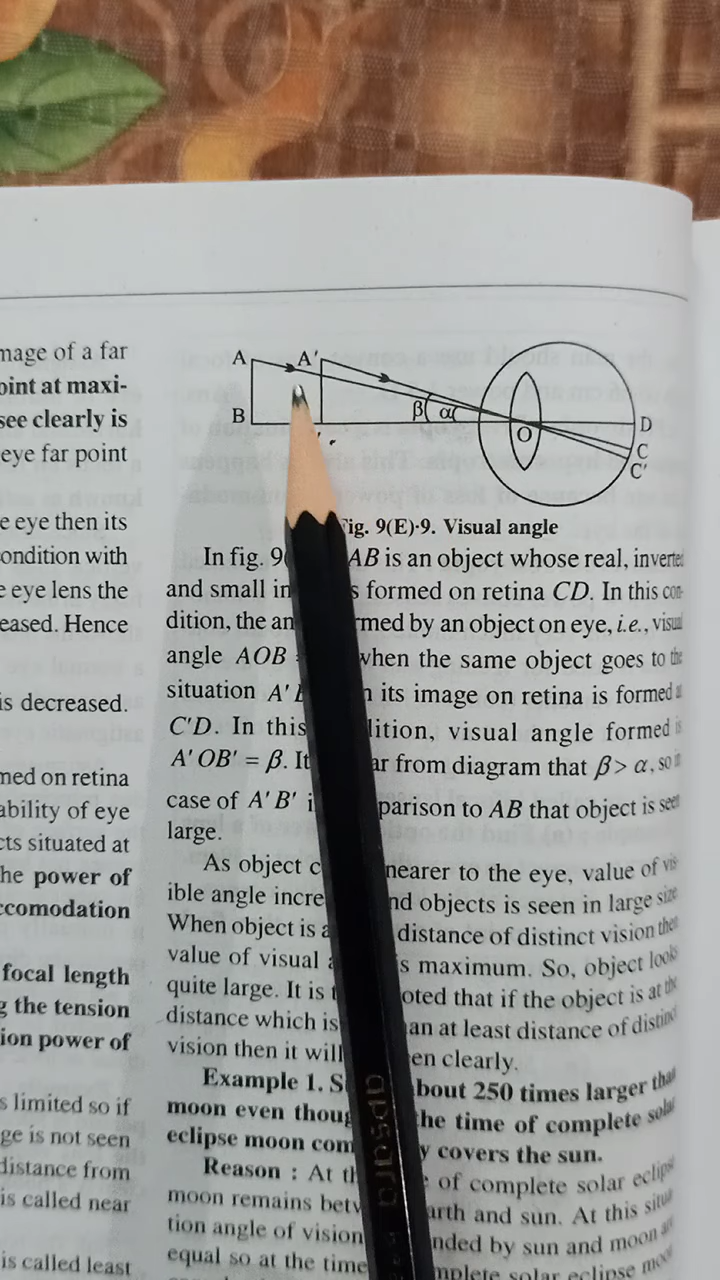 mage of a far
oint at maxi-
see clearly is
eye far point
e eye then its
ondition with
e eye lens the
eased. Hence
is decreased.
med on retina
ability of eye
cts situated at
he power of
ccomodation
focal length
g the tension
ion power of
s limited so if
ge is not seen
distance from
is called near
is called least
A A′
B
β α
O
D
C
C′
ig. 9(E)·9. Visual angle
In fig. 9 AB is an object whose real, inverte
and small in s formed on retina CD. In this con-
dition, the an rmed by an object on eye, i.e., visual
angle AOB when the same object goes to the
situation A′ its image on retina is formed
C′D. In this dition, visual angle formed is
A′ OB′ = β. It ar from diagram that β > α, so
case of A′ B′ i parison to AB that object is seen
large.
As object c nearer to the eye, value of vis
ible angle incre nd objects is seen in large size
When object is a distance of distinct vision the
value of visual s maximum. So, object looks
quite large. It is oted that if the object is at the
distance which is an at least distance of distinc
vision then it will en clearly.
Example 1. S bout 250 times larger than
moon even thoug he time of complete solar
eclipse moon com y covers the sun.
Reason : At th of complete solar eclips
moon remains betw arth and sun. At this situ
tion angle of vision nded by sun and moon
equal so at the time mplete solar eclipse moo
apsara